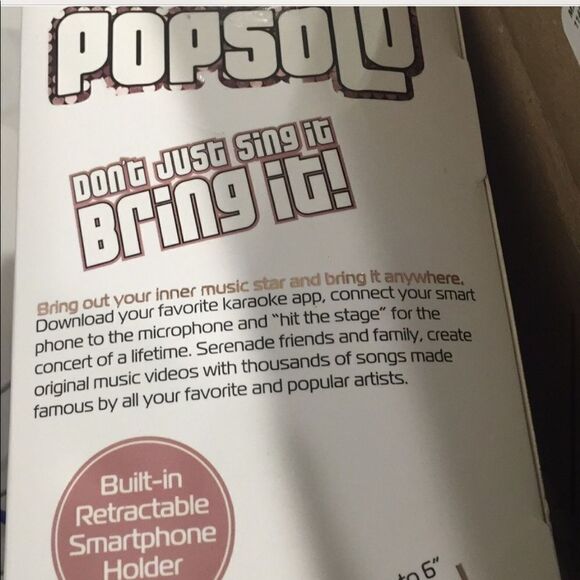 POPSOLO
Don't Just Sing it
Bring it!
Bring out your inner music star and bring it anywhere.
Download your favorite karaoke app, connect your smart
phone to the microphone and "hit the stage" for the
concert of a lifetime. Serenade friends and family, create
original music videos with thousands of songs made
famous by all your favorite and popular artists.
Built-in
Retractable
Smartphone
Holder
to 6"